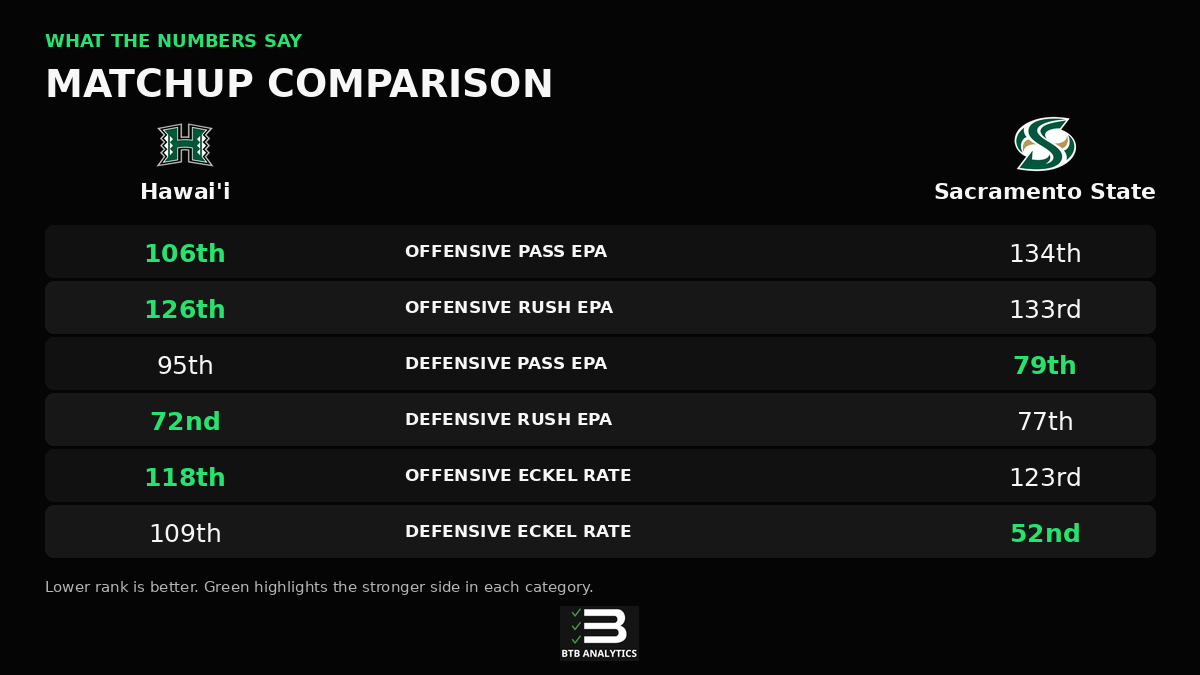 WHAT THE NUMBERS SAY
MATCHUP COMPARISON
H
S
Hawai'i
Sacramento State
106th OFFENSIVE PASS EPA 134th
126th OFFENSIVE RUSH EPA 133rd
95th DEFENSIVE PASS EPA 79th
72nd DEFENSIVE RUSH EPA 77th
118th OFFENSIVE ECKEL RATE 123rd
109th DEFENSIVE ECKEL RATE 52nd
Lower rank is better. Green highlights the stronger side in each category.
B
BTB ANALYTICS